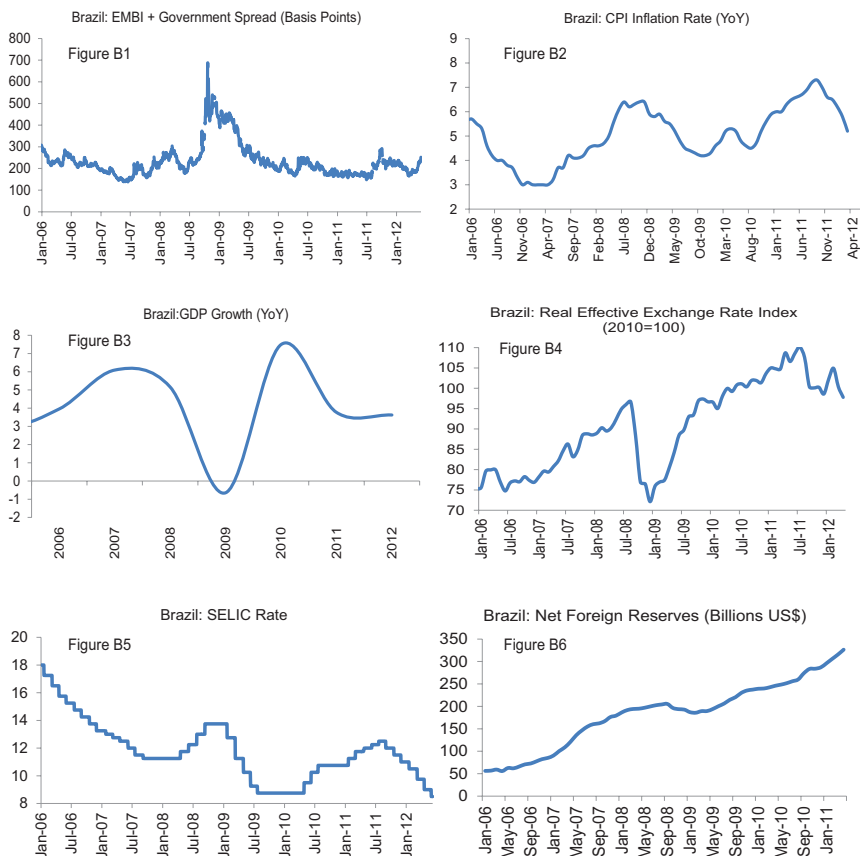 Brazil: EMBI + Government Spread (Basis Points)
Figure B1
800
700
600
500
400
300
200
100
0
Jan-06
Jul-06
Jan-07
Jul-07
Jan-08
Jul-08
Jan-09
Jul-09
Jan-10
Jul-10
Jan-11
Jul-11
Jan-12
Brazil: CPI Inflation Rate (YoY)
Figure B2
9
8
7
6
5
4
3
2
Jan-06
Jun-06
Nov-06
Apr-07
Sep-07
Feb-08
Jul-08
Dec-08
May-09
Oct-09
Mar-10
Aug-10
Jan-11
Jun-11
Nov-11
Apr-12
Brazil:GDP Growth (YoY)
Figure B3
8
7
6
5
4
3
2
1
0
-1
-2
2006
2007
2008
2009
2010
2011
2012
Brazil: Real Effective Exchange Rate Index
(2010=100)
Figure B4
110
105
100
95
90
85
80
75
70
Jan-06
Jul-06
Jan-07
Jul-07
Jan-08
Jul-08
Jan-09
Jul-09
Jan-10
Jul-10
Jan-11
Jul-11
Jan-12
Brazil: SELIC Rate
Figure B5
20
18
16
14
12
10
8
Jan-06
Jul-06
Jan-07
Jul-07
Jan-08
Jul-08
Jan-09
Jul-09
Jan-10
Jul-10
Jan-11
Jul-11
Jan-12
Brazil: Net Foreign Reserves (Billions US$)
Figure B6
350
300
250
200
150
100
50
0
Jan-06
May-06
Sep-06
Jan-07
May-07
Sep-07
Jan-08
May-08
Sep-08
Jan-09
May-09
Sep-09
Jan-10
May-10
Sep-10
Jan-11